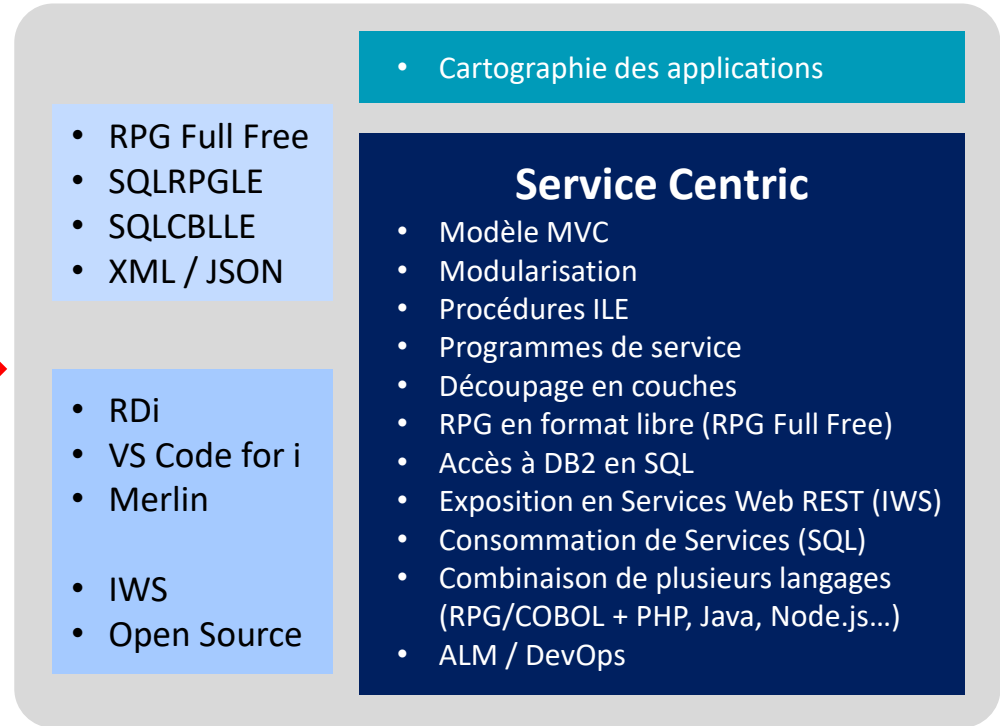 • Cartographie des applications
• RPG Full Free
• SQLRPGLE
• SQLCBLLE
• XML / JSON
• RDi
• VS Code for i
• Merlin
• IWS
• Open Source
Service Centric
• Modèle MVC
• Modularisation
• Procédures ILE
• Programmes de service
• Découpage en couches
• RPG en format libre (RPG Full Free)
• Accès à DB2 en SQL
• Exposition en Services Web REST (IWS)
• Consommation de Services (SQL)
• Combinaison de plusieurs langages
(RPG/COBOL + PHP, Java, Node.js…)
• ALM / DevOps